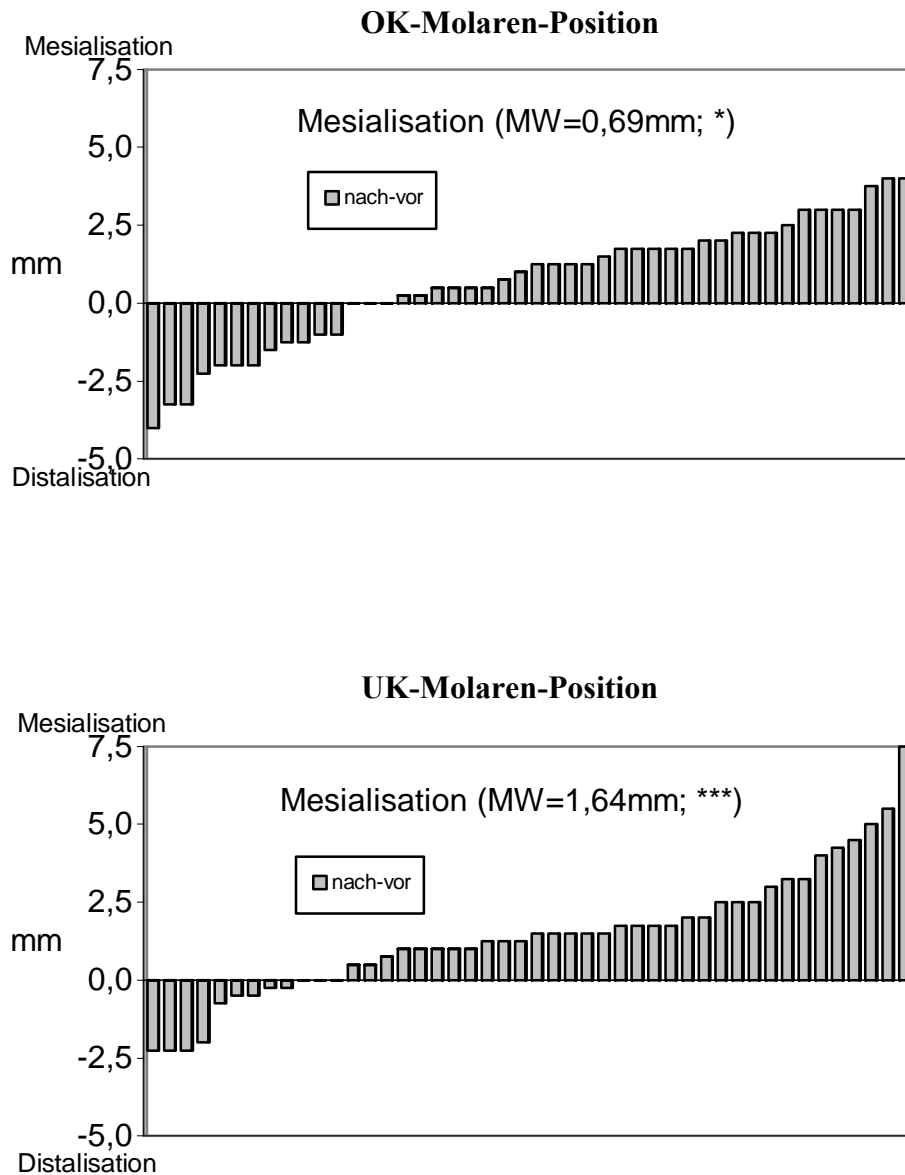 OK-Molaren-Position
Mesialisation
7,5
Mesialisation (MW=0,69mm; *)
5,0
nach-vor
2,5
mm
0,0
-2,5
-5,0
Distalisation
UK-Molaren-Position
Mesialisation
7,5
Mesialisation (MW=1,64mm; ***)
5,0
nach-vor
2,5
mm
0,0
-2,5
-5,0
Distalisation